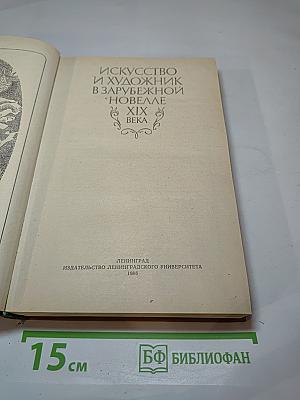 ИСКУССТВО
И ХУДОЖНИК
В ЗАРУБЕЖНОЙ
НОВЕЛЛЕ
XIX
ВЕКА
ЛЕНИНГРАД
ИЗДАТЕЛЬСТВО ЛЕНИНГРАДСКОГО УНИВЕРСИТЕТА
15 см
БФ БИБЛИОФАН